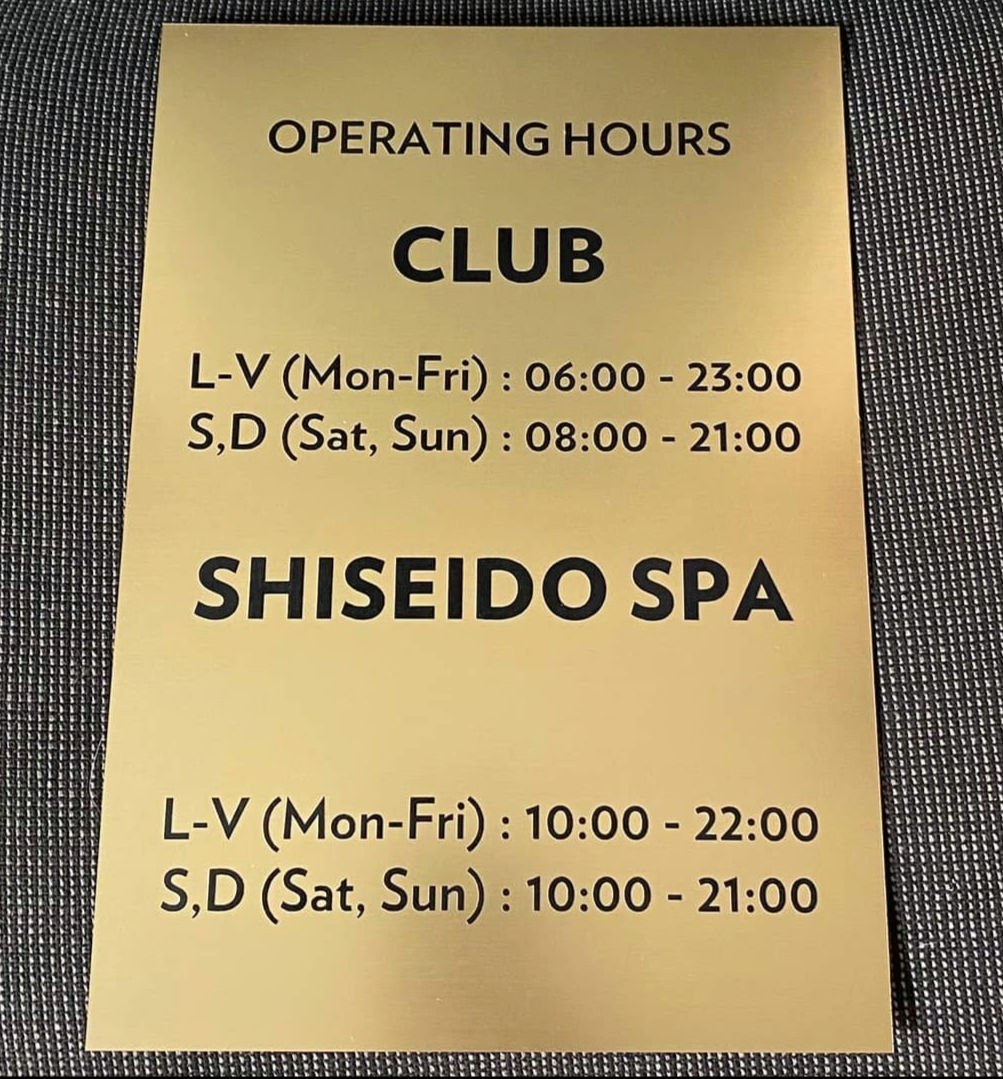 OPERATING HOURS
CLUB
L-V (Mon-Fri) : 06:00 - 23:00
S,D (Sat, Sun) : 08:00 - 21:00
SHISEIDO SPA
L-V (Mon-Fri) : 10:00 - 22:00
S,D (Sat, Sun) : 10:00 - 21:00